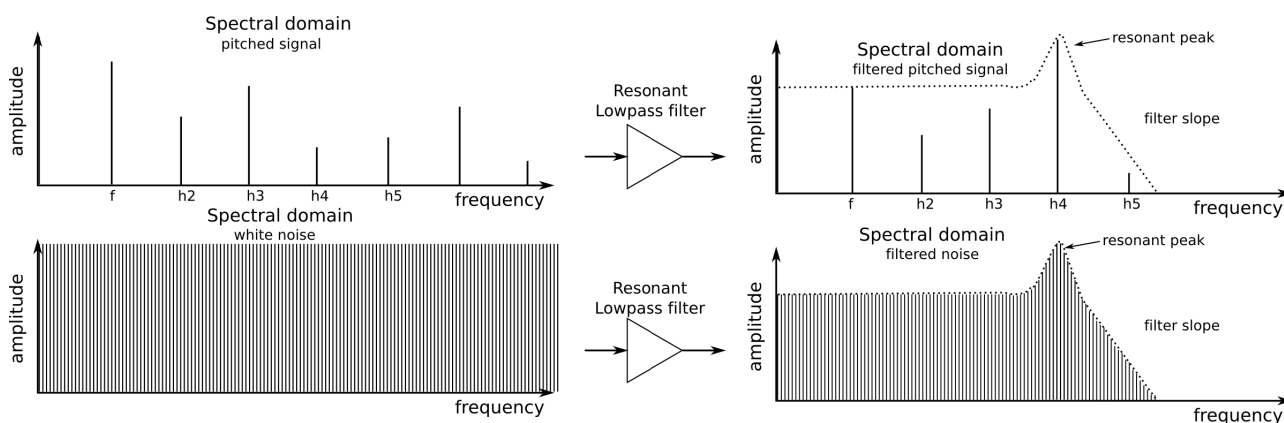 Spectral domain
pitched signal
amplitude
f h2 h3 h4 h5
frequency
Resonant
Lowpass filter
Spectral domain
filtered pitched signal
resonant peak
filter slope
amplitude
f h2 h3 h4 h5
frequency
Spectral domain
white noise
amplitude
frequency
Resonant
Lowpass filter
Spectral domain
filtered noise
resonant peak
filter slope
amplitude
frequency